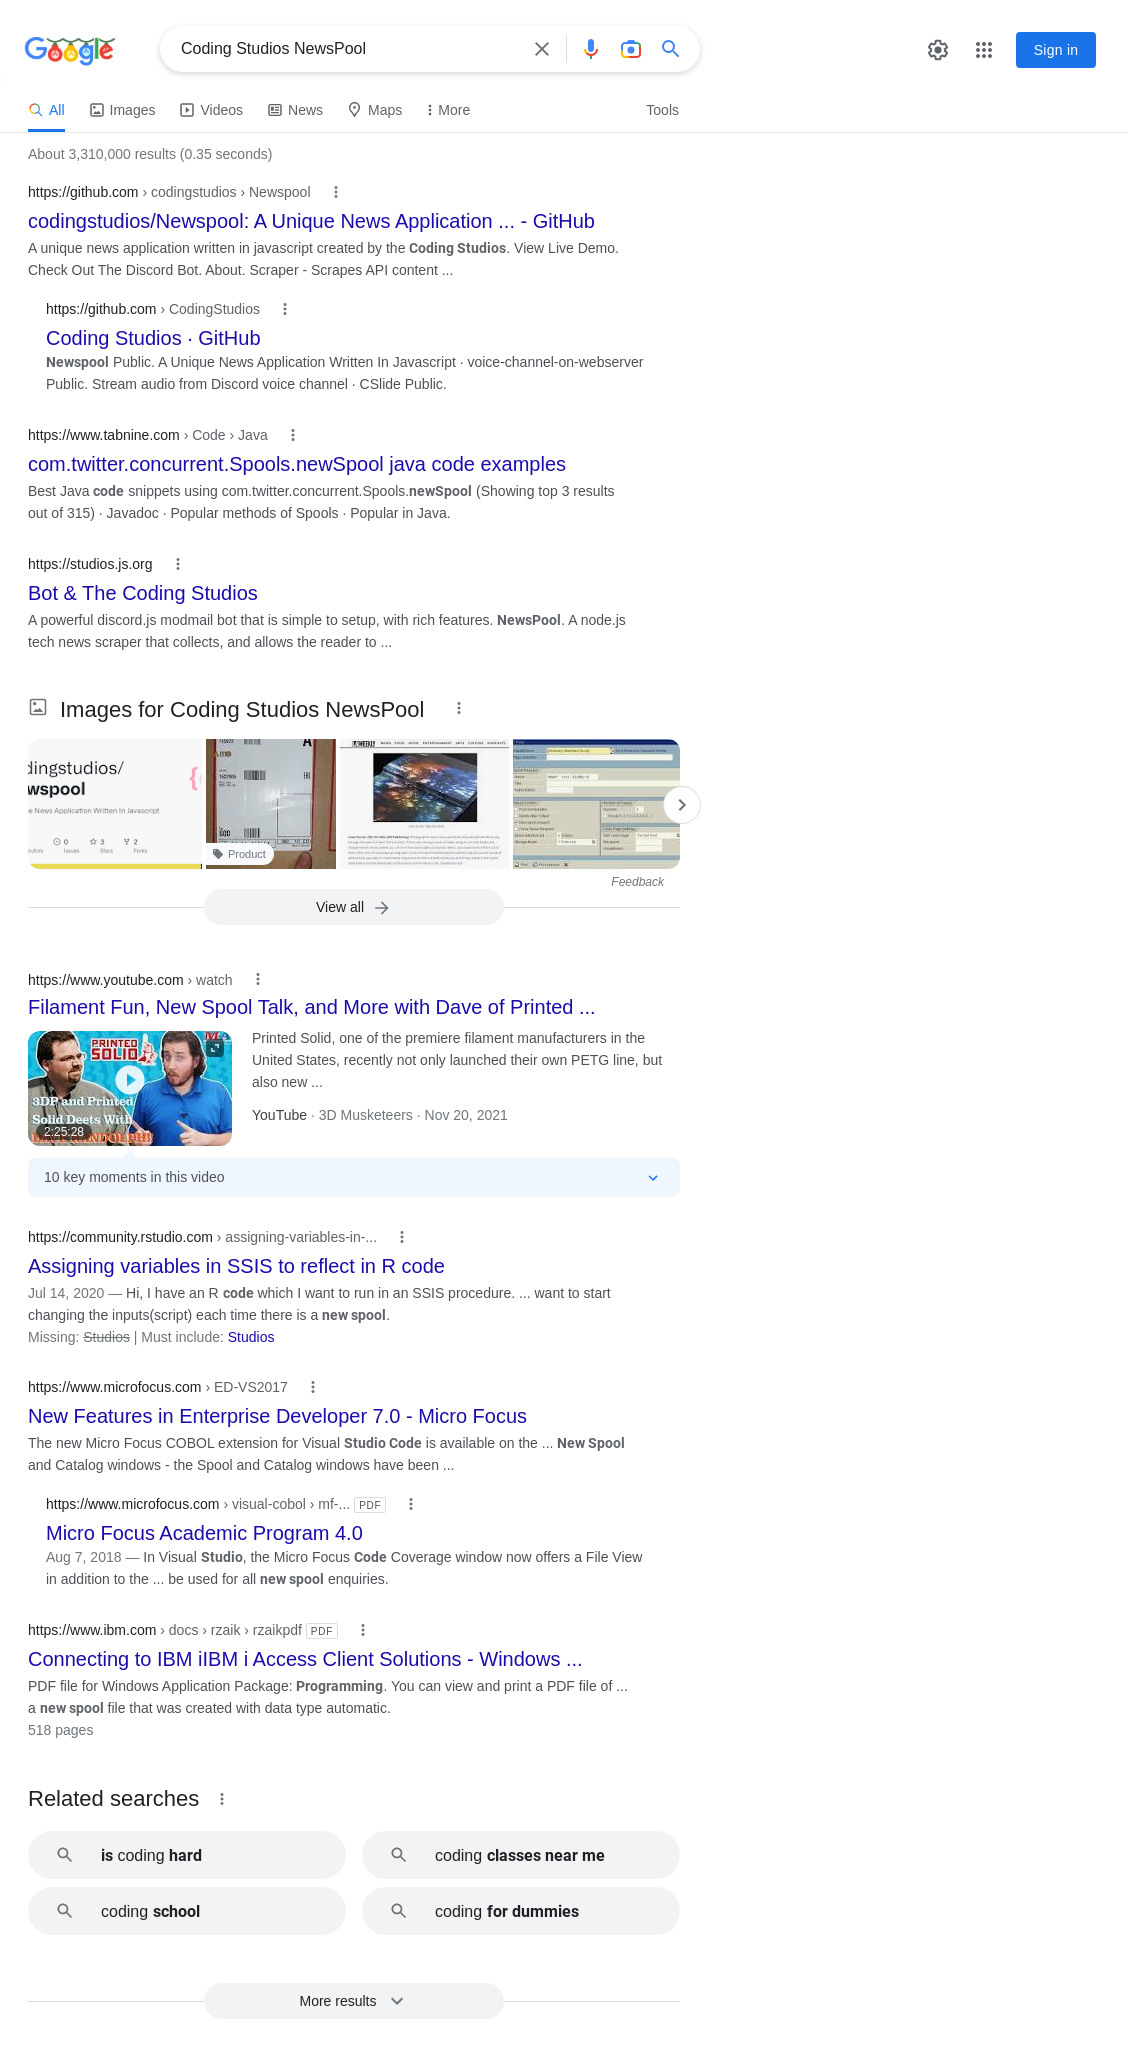 Google
Coding Studios NewsPool
Sign in
All
Images
Videos
News
Maps
More
Tools
About 3,310,000 results (0.35 seconds)
https://github.com › codingstudios › Newspool
codingstudios/Newspool: A Unique News Application ... - GitHub
A unique news application written in javascript created by the Coding Studios. View Live Demo.
Check Out The Discord Bot. About. Scraper - Scrapes API content ...
https://github.com › CodingStudios
Coding Studios · GitHub
Newspool Public. A Unique News Application Written In Javascript · voice-channel-on-webserver
Public. Stream audio from Discord voice channel · CSlide Public.
https://www.tabnine.com › Code › Java
com.twitter.concurrent.Spools.newSpool java code examples
Best Java code snippets using com.twitter.concurrent.Spools.newSpool (Showing top 3 results
out of 315) · Javadoc · Popular methods of Spools · Popular in Java.
https://studios.js.org
Bot & The Coding Studios
A powerful discord.js modmail bot that is simple to setup, with rich features. NewsPool. A node.js
tech news scraper that collects, and allows the reader to ...
Images for Coding Studios NewsPool
dingstudios/
wspool
e News Application Written In Javascript
0
3
2
Issues
Stars
Forks
Product
Feedback
View all
https://www.youtube.com › watch
Filament Fun, New Spool Talk, and More with Dave of Printed ...
PRINTED
SOLID
3DP and Printed
Solid Deets With
2:25:28
Printed Solid, one of the premiere filament manufacturers in the
United States, recently not only launched their own PETG line, but
also new ...
YouTube · 3D Musketeers · Nov 20, 2021
10 key moments in this video
https://community.rstudio.com › assigning-variables-in-...
Assigning variables in SSIS to reflect in R code
Jul 14, 2020 — Hi, I have an R code which I want to run in an SSIS procedure. ... want to start
changing the inputs(script) each time there is a new spool.
Missing: Studios | Must include: Studios
https://www.microfocus.com › ED-VS2017
New Features in Enterprise Developer 7.0 - Micro Focus
The new Micro Focus COBOL extension for Visual Studio Code is available on the ... New Spool
and Catalog windows - the Spool and Catalog windows have been ...
https://www.microfocus.com › visual-cobol › mf-... PDF
Micro Focus Academic Program 4.0
Aug 7, 2018 — In Visual Studio, the Micro Focus Code Coverage window now offers a File View
in addition to the ... be used for all new spool enquiries.
https://www.ibm.com › docs › rzaik › rzaikpdf PDF
Connecting to IBM iIBM i Access Client Solutions - Windows ...
PDF file for Windows Application Package: Programming. You can view and print a PDF file of ...
a new spool file that was created with data type automatic.
518 pages
Related searches
is coding hard
coding classes near me
coding school
coding for dummies
More results